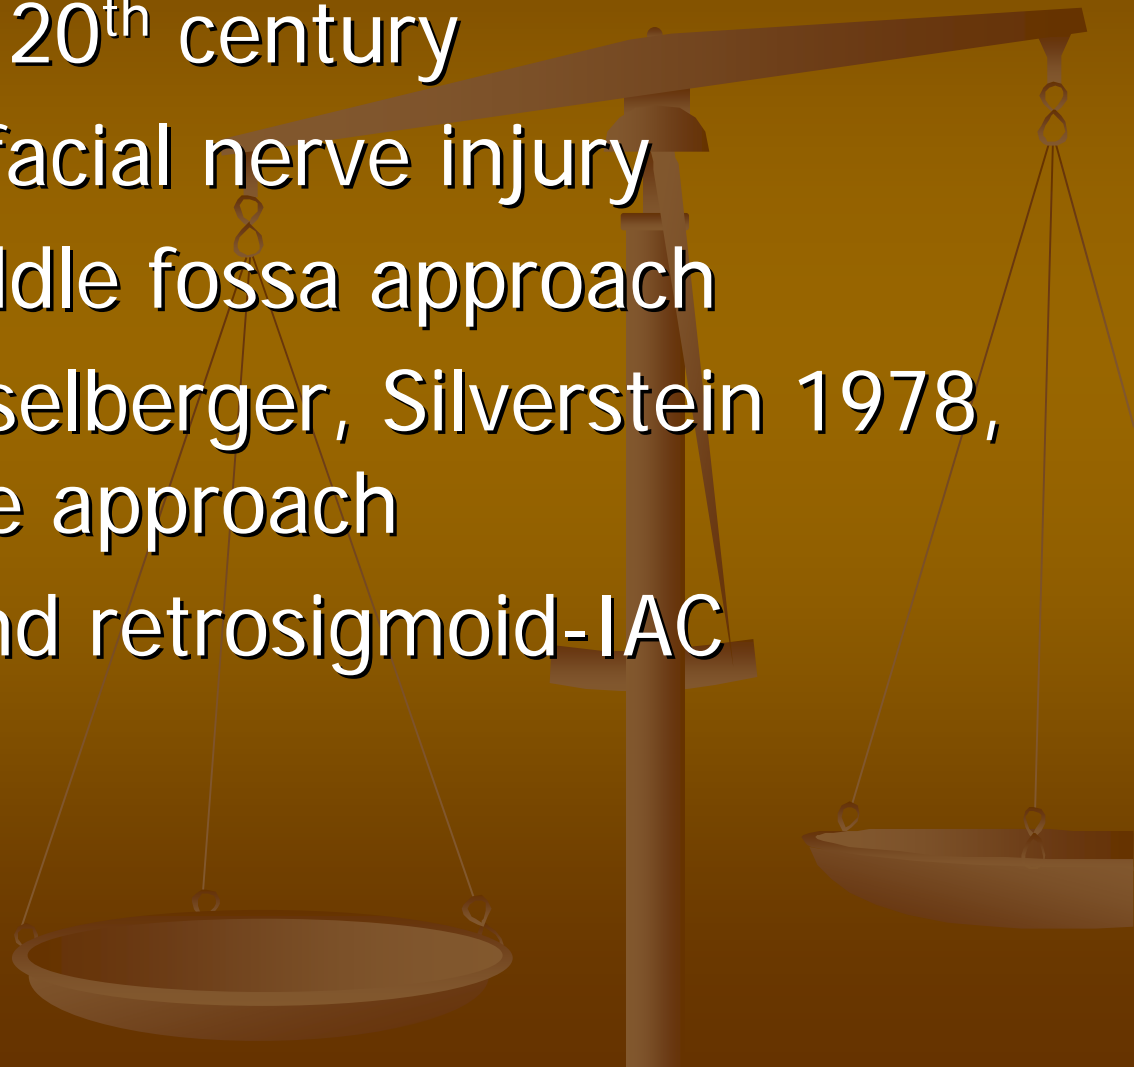 20th century
facial nerve injury
ddle fossa approach
selberger, Silverstein 1978,
e approach
nd retrosigmoid-IAC